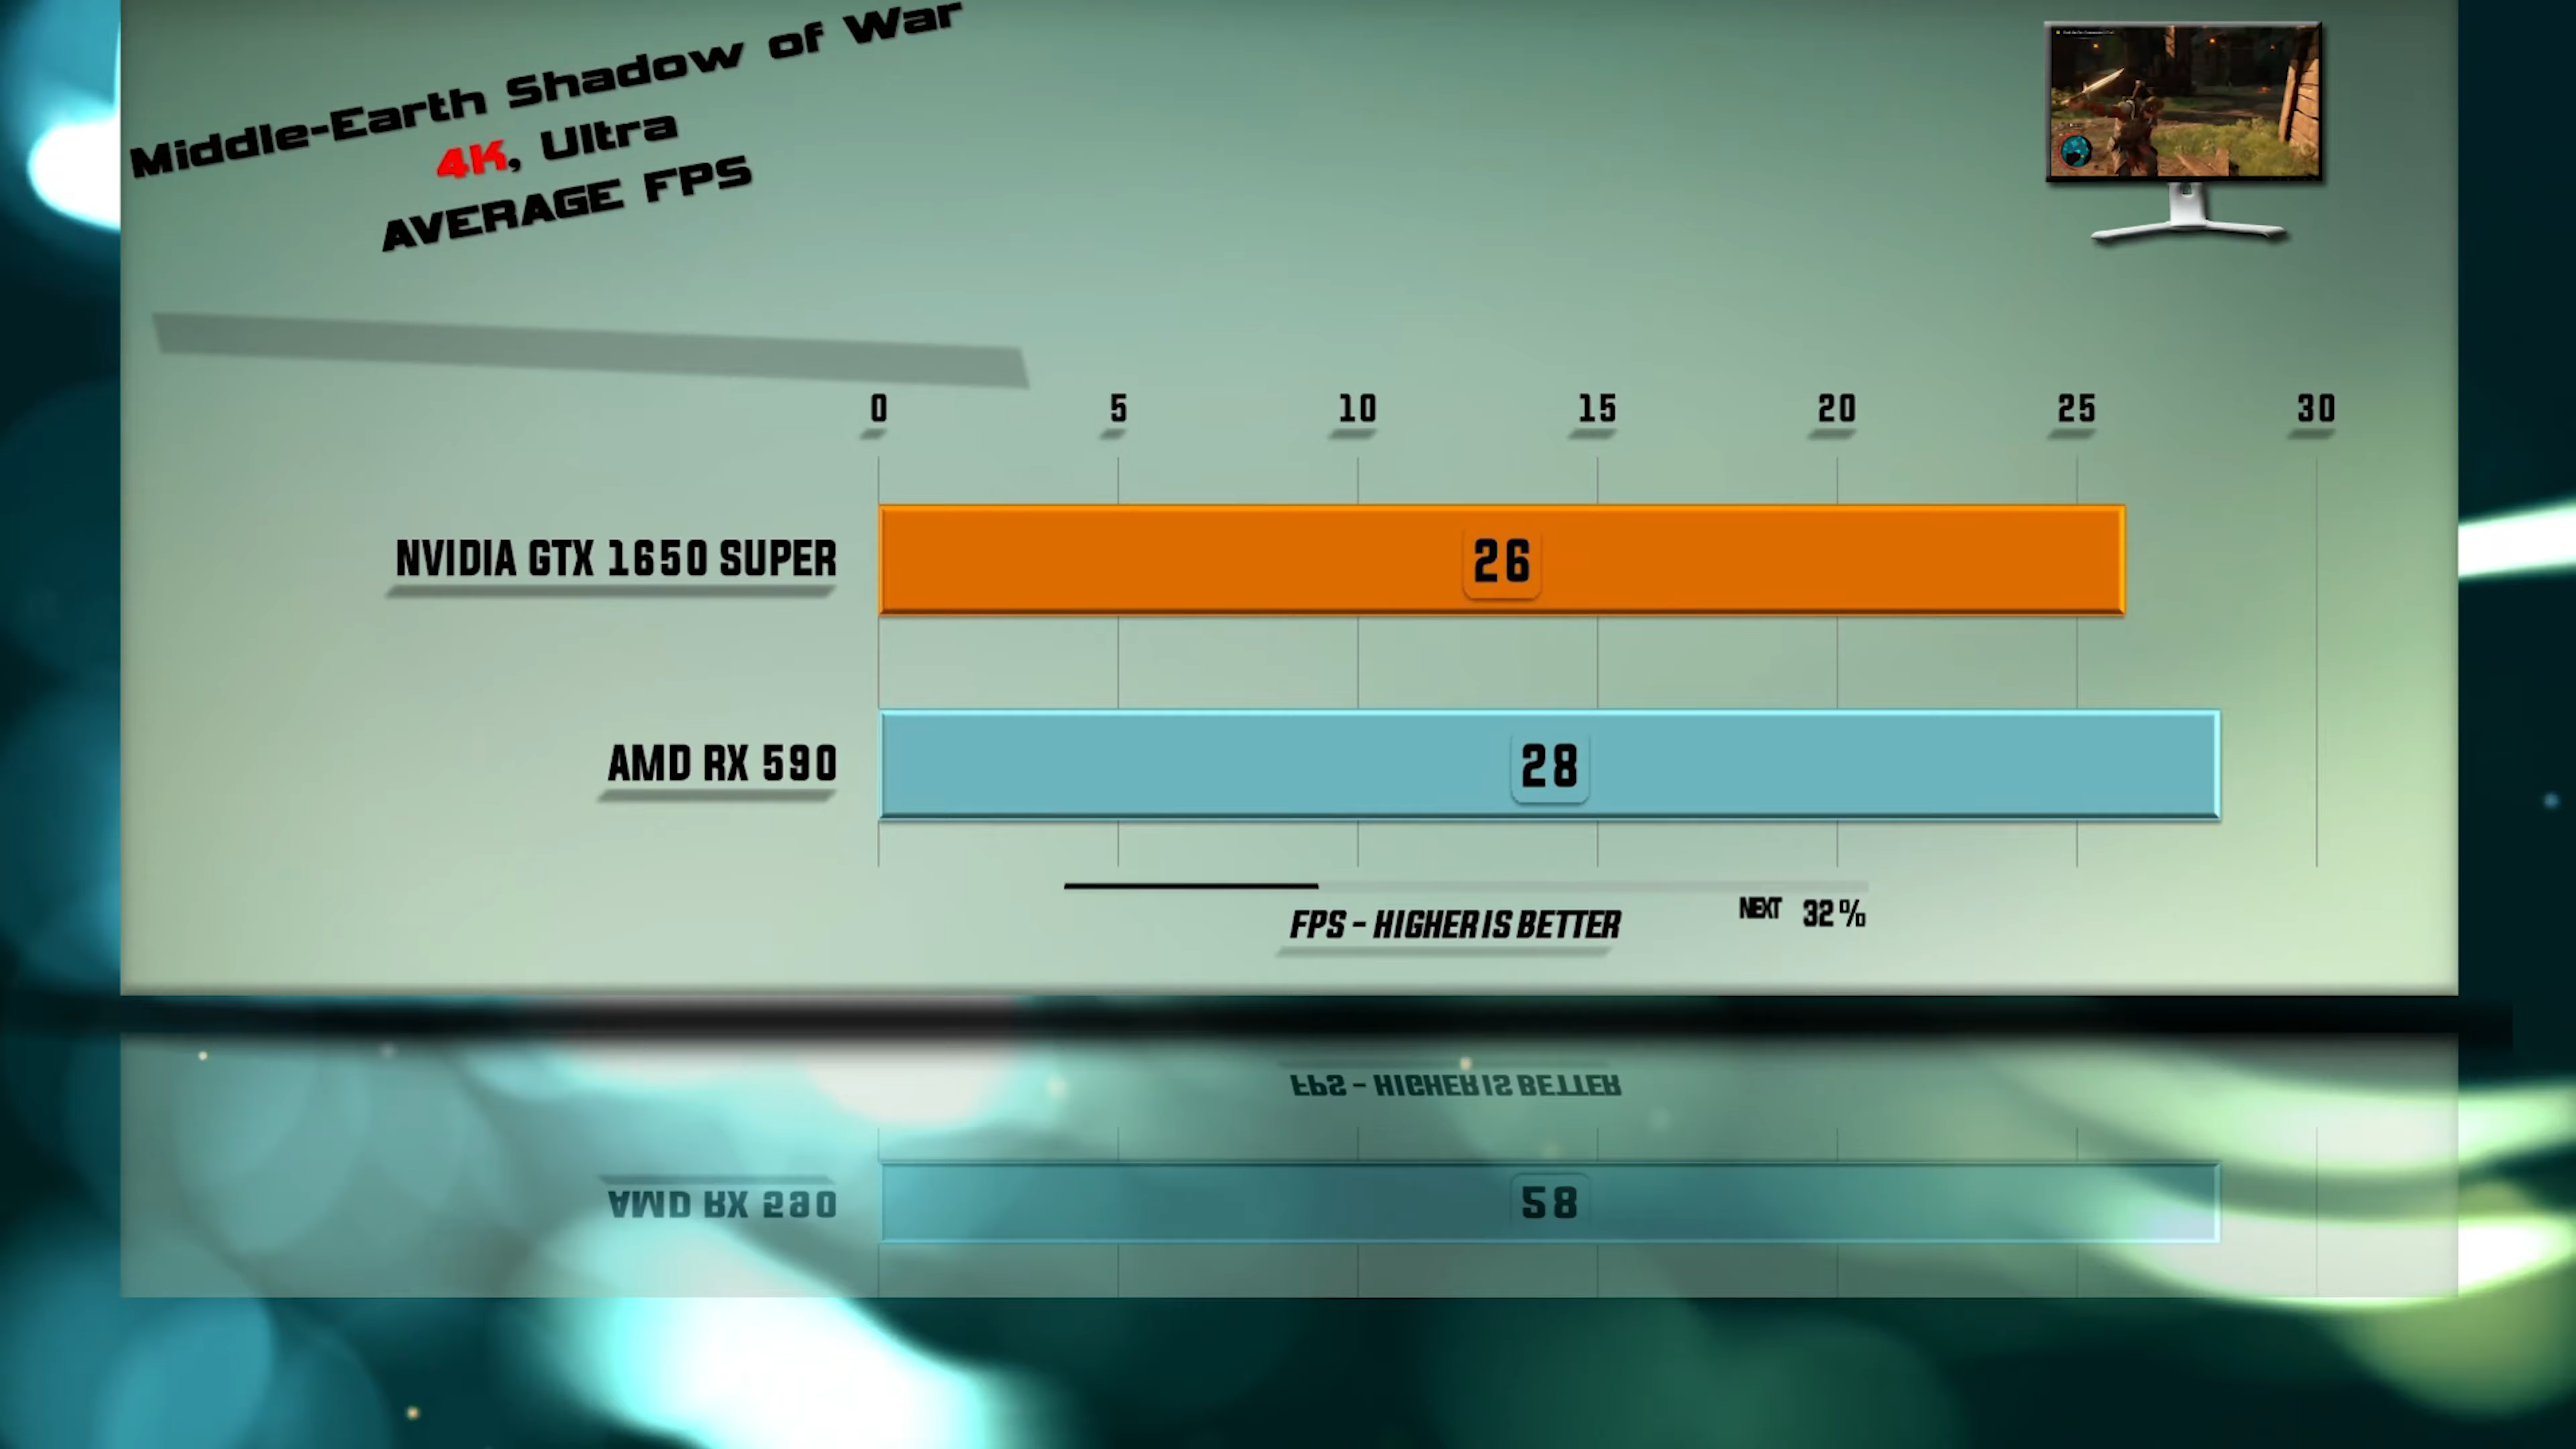 Middle-Earth Shadow of War
4K, Ultra
AVERAGE FPS
0 5 10 15 20 25 30
NVIDIA GTX 1650 SUPER 26
AMD RX 590 28
FPS - HIGHER IS BETTER
NEXT 32%